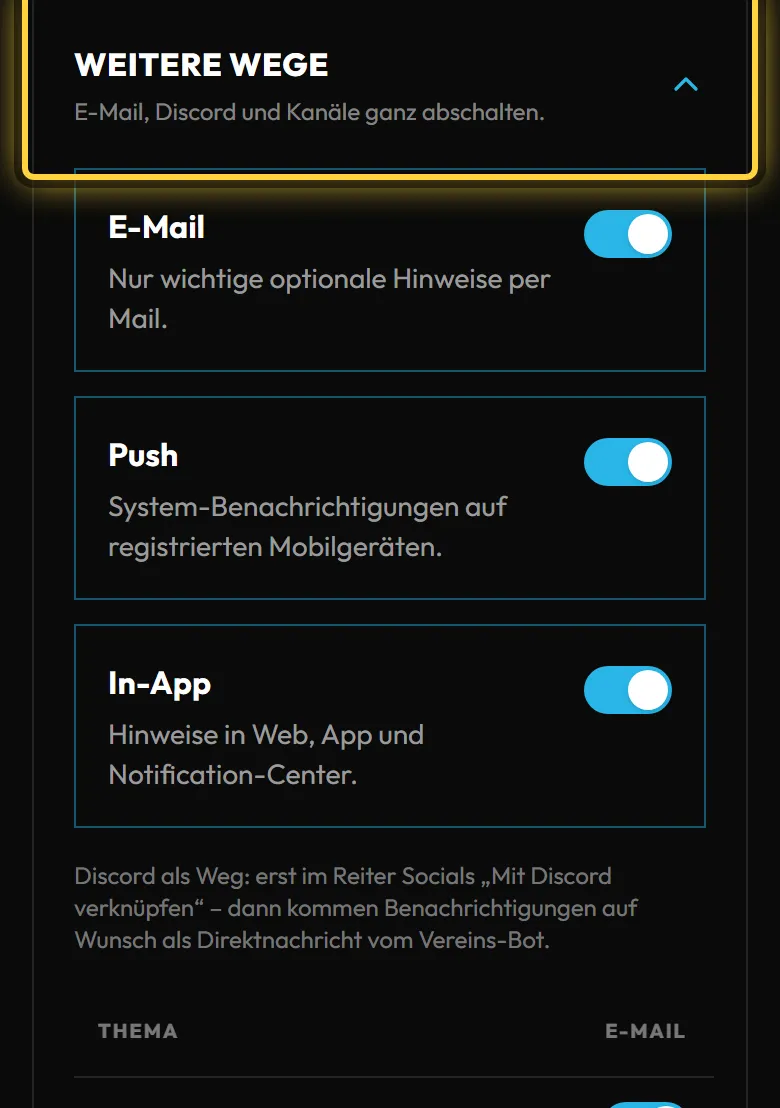 WEITERE WEGE
E-Mail, Discord und Kanäle ganz abschalten.
E-Mail
Nur wichtige optionale Hinweise per
Mail.
Push
System-Benachrichtigungen auf
registrierten Mobilgeräten.
In-App
Hinweise in Web, App und
Notification-Center.
Discord als Weg: erst im Reiter Socials „Mit Discord
verknüpfen“ – dann kommen Benachrichtigungen auf
Wunsch als Direktnachricht vom Vereins-Bot.
THEMA
E-MAIL